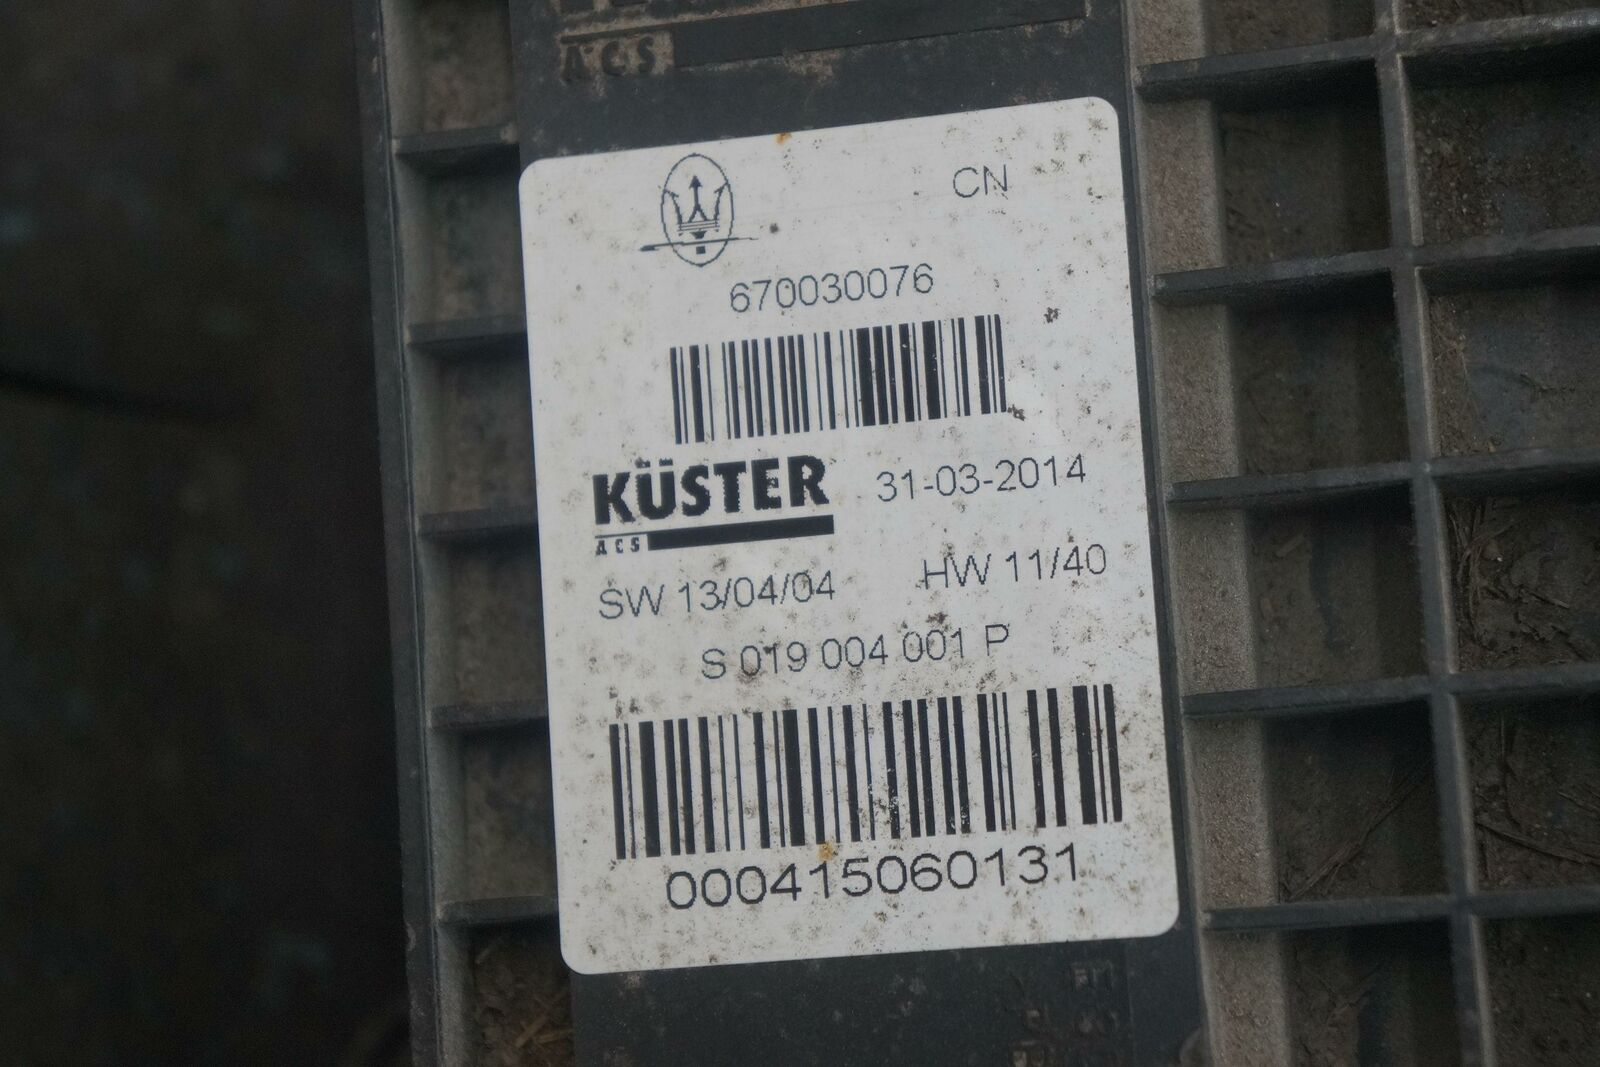 ACS
CN
670030076
KÜSTER 31-03-2014
ACS
SW 13/04/04 HW 11/40
S 019 004 001 P
000415060131